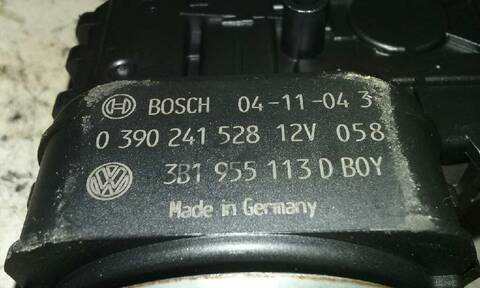 BOSCH 04-11-04 3
0 390 241 528 12V 058
3B1 955 113 D BOY
Made in Germany